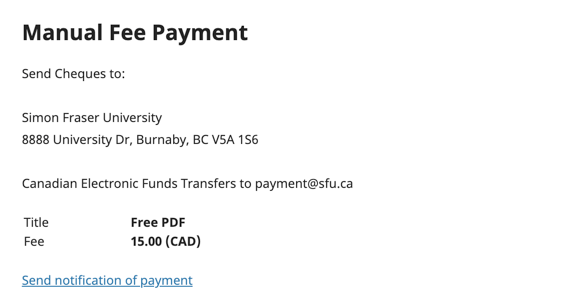 Manual Fee Payment
Send Cheques to:
Simon Fraser University
8888 University Dr, Burnaby, BC V5A 1S6
Canadian Electronic Funds Transfers to payment@sfu.ca
Title Free PDF
Fee 15.00 (CAD)
Send notification of payment